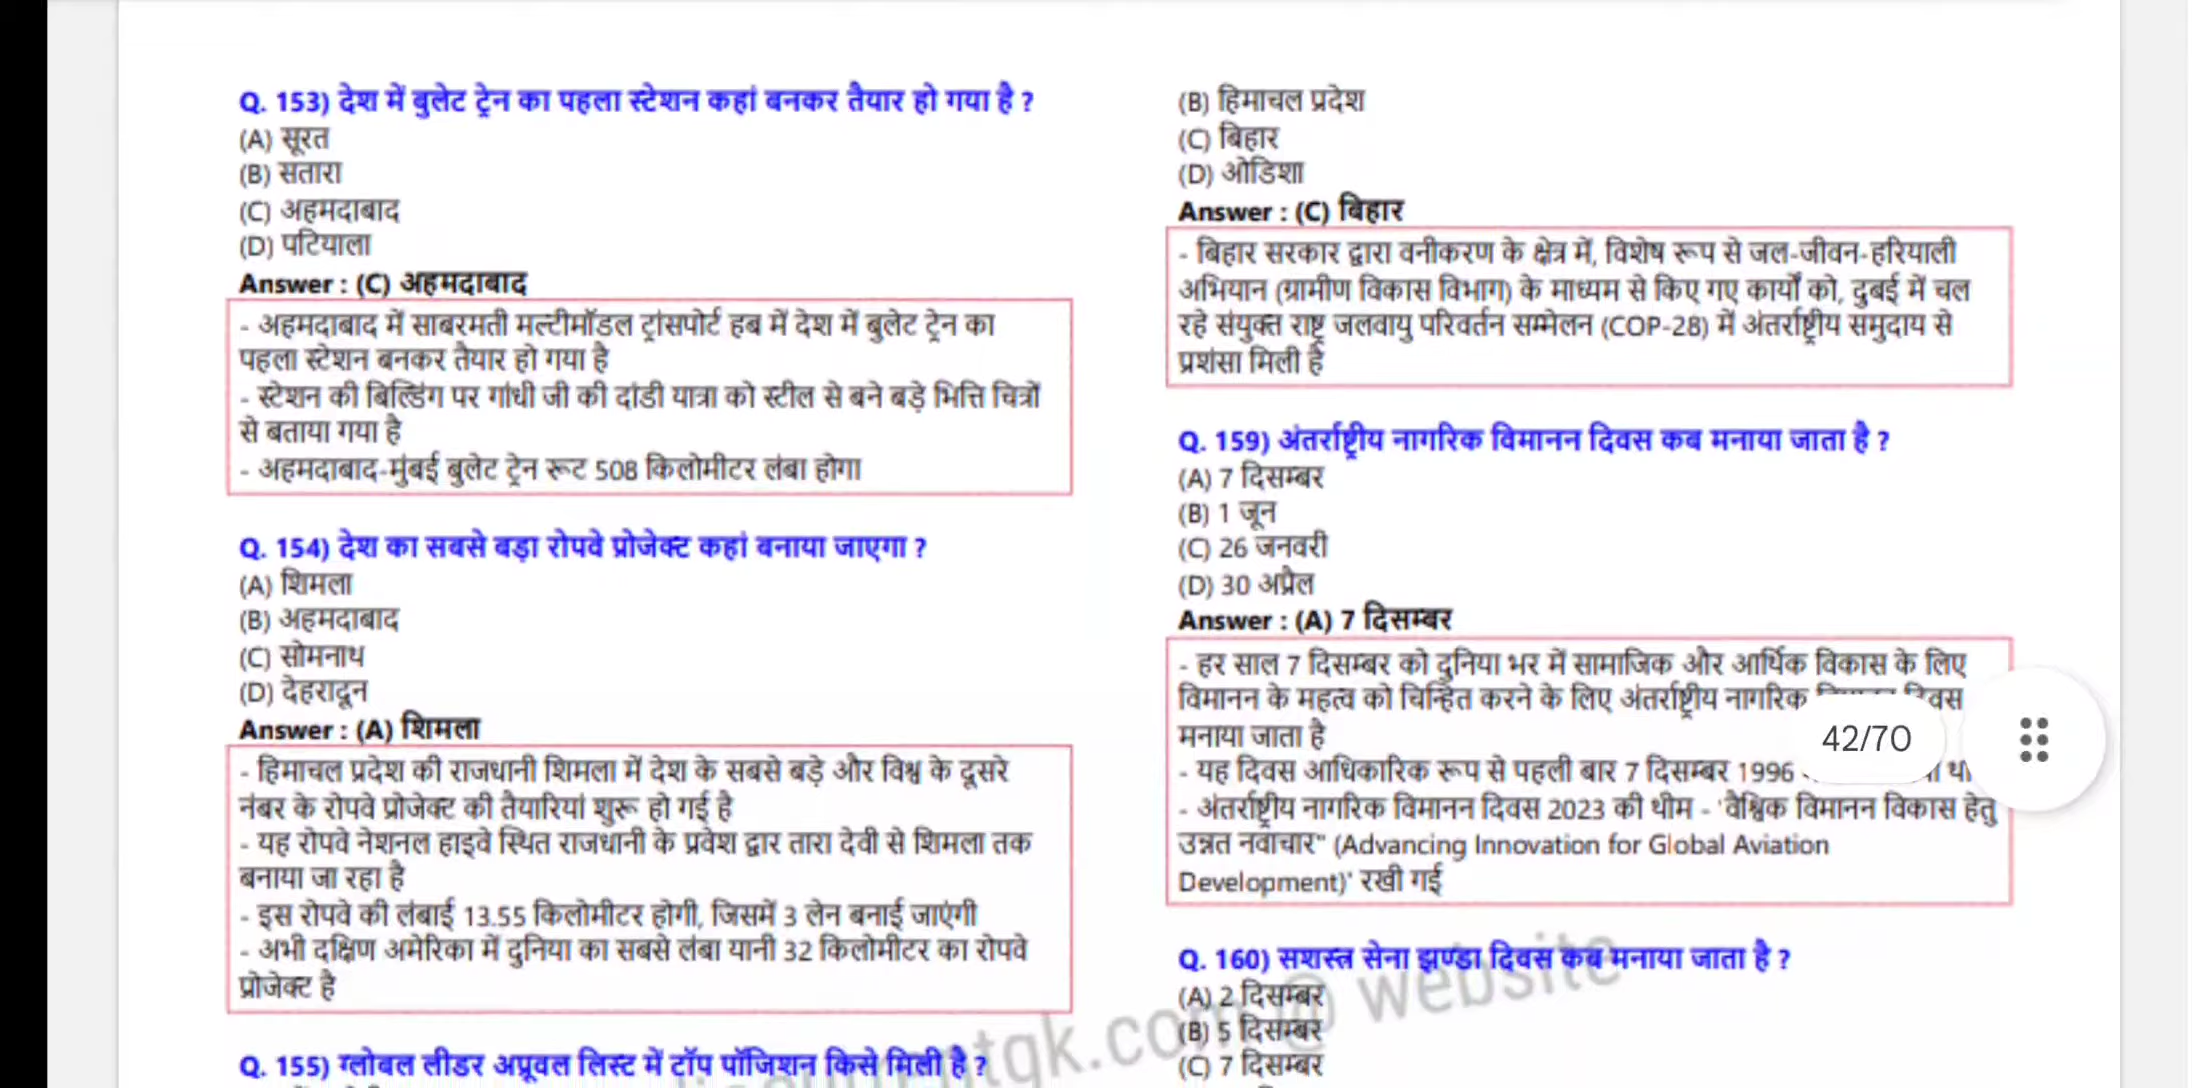 Q. 153) देश में बुलेट ट्रेन का पहला स्टेशन कहां बनकर तैयार हो गया है ?
(A) सूरत
(B) सतारा
(C) अहमदाबाद
(D) पटियाला
Answer : (C) अहमदाबाद
- अहमदाबाद में साबरमती मल्टीमॉडल ट्रांसपोर्ट हब में देश में बुलेट ट्रेन का
पहला स्टेशन बनकर तैयार हो गया है
- स्टेशन की बिल्डिंग पर गांधी जी की दांडी यात्रा को स्टील से बने बड़े भित्ति चित्रों
से बताया गया है
- अहमदाबाद-मुंबई बुलेट ट्रेन रूट 508 किलोमीटर लंबा होगा
Q. 154) देश का सबसे बड़ा रोपवे प्रोजेक्ट कहां बनाया जाएगा ?
(A) शिमला
(B) अहमदाबाद
(C) सोमनाथ
(D) देहरादून
Answer : (A) शिमला
- हिमाचल प्रदेश की राजधानी शिमला में देश के सबसे बड़े और विश्व के दूसरे
नंबर के रोपवे प्रोजेक्ट की तैयारियां शुरू हो गई है
- यह रोपवे नेशनल हाइवे स्थित राजधानी के प्रवेश द्वार तारा देवी से शिमला तक
बनाया जा रहा है
- इस रोपवे की लंबाई 13.55 किलोमीटर होगी, जिसमें 3 लेन बनाई जाएंगी
- अभी दक्षिण अमेरिका में दुनिया का सबसे लंबा यानी 32 किलोमीटर का रोपवे
प्रोजेक्ट है
Q. 155) ग्लोबल लीडर अप्रूवल लिस्ट में टॉप पॉजिशन किसे मिली है ?
(B) हिमाचल प्रदेश
(C) बिहार
(D) ओडिशा
Answer : (C) बिहार
- बिहार सरकार द्वारा वनीकरण के क्षेत्र में, विशेष रूप से जल-जीवन-हरियाली
अभियान (ग्रामीण विकास विभाग) के माध्यम से किए गए कार्यों को, दुबई में चल
रहे संयुक्त राष्ट्र जलवायु परिवर्तन सम्मेलन (COP-28) में अंतर्राष्ट्रीय समुदाय से
प्रशंसा मिली है
Q. 159) अंतर्राष्ट्रीय नागरिक विमानन दिवस कब मनाया जाता है ?
(A) 7 दिसम्बर
(B) 1 जून
(C) 26 जनवरी
(D) 30 अप्रैल
Answer : (A) 7 दिसम्बर
- हर साल 7 दिसम्बर को दुनिया भर में सामाजिक और आर्थिक विकास के लिए
विमानन के महत्व को चिन्हित करने के लिए अंतर्राष्ट्रीय नागरिक
मनाया जाता है
42/70
- यह दिवस आधिकारिक रूप से पहली बार 7 दिसम्बर 1996
- अंतर्राष्ट्रीय नागरिक विमानन दिवस 2023 की थीम - 'वैश्विक विमानन विकास हेतु
उन्नत नवाचार" (Advancing Innovation for Global Aviation
Development)' रखी गई
Q. 160) सशस्त्र सेना झण्डा दिवस कब मनाया जाता है ?
(A) 2 दिसम्बर
(B) 5 दिसम्बर
(C) 7 दिसम्बर
@ website